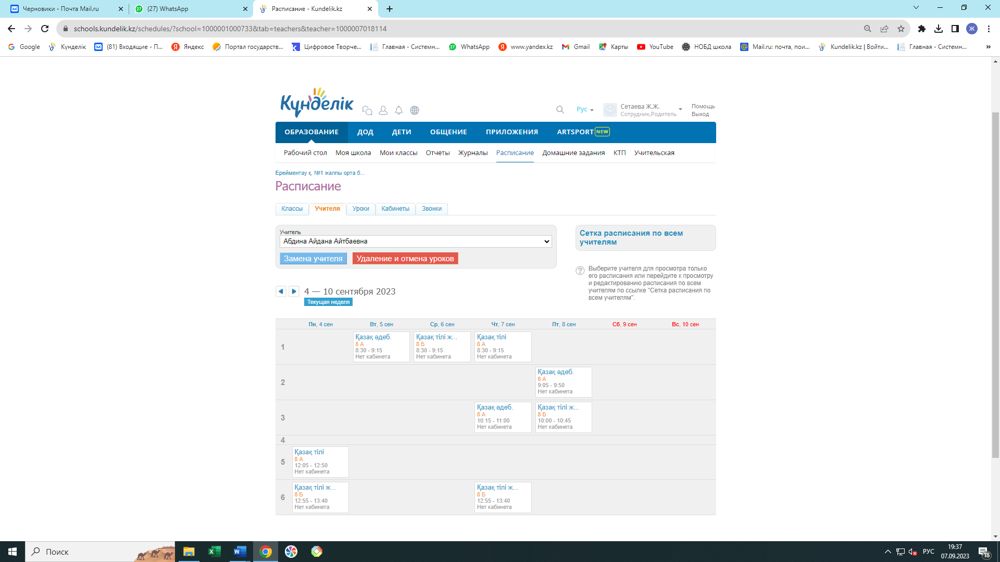 Черновики - Почта Mail.ru
(27) WhatsApp
Расписание - Kundelik.kz
schools.kundelik.kz/schedules/?school=1000001000733&tab=teachers&teacher=1000007018114
Ж
Google
Күнделік
(81) Входящие - П...
Яндекс
Портал государств...
Цифровое Творче...
Главная - Системн...
WhatsApp
www.yandex.kz
Gmail
Карты
YouTube
НОБД школа
Mail.ru: почта, пои...
Kundelik.kz | Войти...
Главная - Системн...
Күнделік
Рус
Сетаева Ж.Ж.
Сотрудник,Родитель
Помощь
Выход
ОБРАЗОВАНИЕ ДОД ДЕТИ ОБЩЕНИЕ ПРИЛОЖЕНИЯ ARTSPORT NEW
Рабочий стол Моя школа Мои классы Отчеты Журналы Расписание Домашние задания КТП Учительская
Ерейментау қ. №1 жалпы орта б...
Расписание
Классы Учителя Уроки Кабинеты Звонки
Учитель
Абдина Айдана Айтбаевна
Замена учителя Удаление и отмена уроков
Сетка расписания по всем
учителям
Выберите учителя для просмотра только
его расписания или перейдите к просмотру
и редактированию расписания по всем
учителям по ссылке "Сетка расписания по
всем учителям".
4 — 10 сентября 2023
Текущая неделя
Пн, 4 сен Вт, 5 сен Ср, 6 сен Чт, 7 сен Пт, 8 сен Сб, 9 сен Вс, 10 сен
1
Қазақ әдеб.
8 А
8:30 - 9:15
Нет кабинета
Қазақ тілі ж...
8 Б
8:30 - 9:15
Нет кабинета
Қазақ тілі
8 А
8:30 - 9:15
Нет кабинета
2
Қазақ әдеб.
8 А
9:05 - 9:50
Нет кабинета
3
Қазақ әдеб.
8 А
10:15 - 11:00
Нет кабинета
Қазақ тілі ж...
8 Б
10:00 - 10:45
Нет кабинета
4
5
Қазақ тілі
8 А
12:05 - 12:50
Нет кабинета
6
Қазақ тілі ж...
8 Б
12:55 - 13:40
Нет кабинета
Қазақ тілі ж...
8 Б
12:55 - 13:40
Нет кабинета
Поиск
РУС
19:37
07.09.2023
18